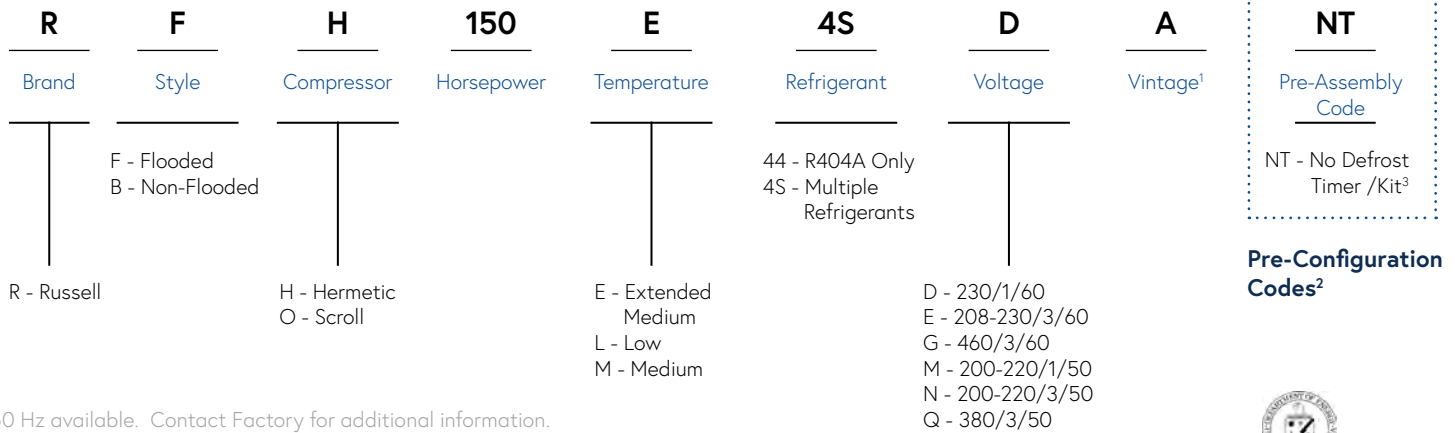 R F H 150 E 4S D A NT
Brand Style Compressor Horsepower Temperature Refrigerant Voltage Vintage¹ Pre-Assembly
Code
F - Flooded
B - Non-Flooded
44 - R404A Only
4S - Multiple
Refrigerants
NT - No Defrost
Timer /Kit³
Pre-Configuration
Codes²
R - Russell
H - Hermetic
O - Scroll
E - Extended
Medium
L - Low
M - Medium
D - 230/1/60
E - 208-230/3/60
G - 460/3/60
M - 200-220/1/50
N - 200-220/3/50
Q - 380/3/50
0 Hz available. Contact Factory for additional information.